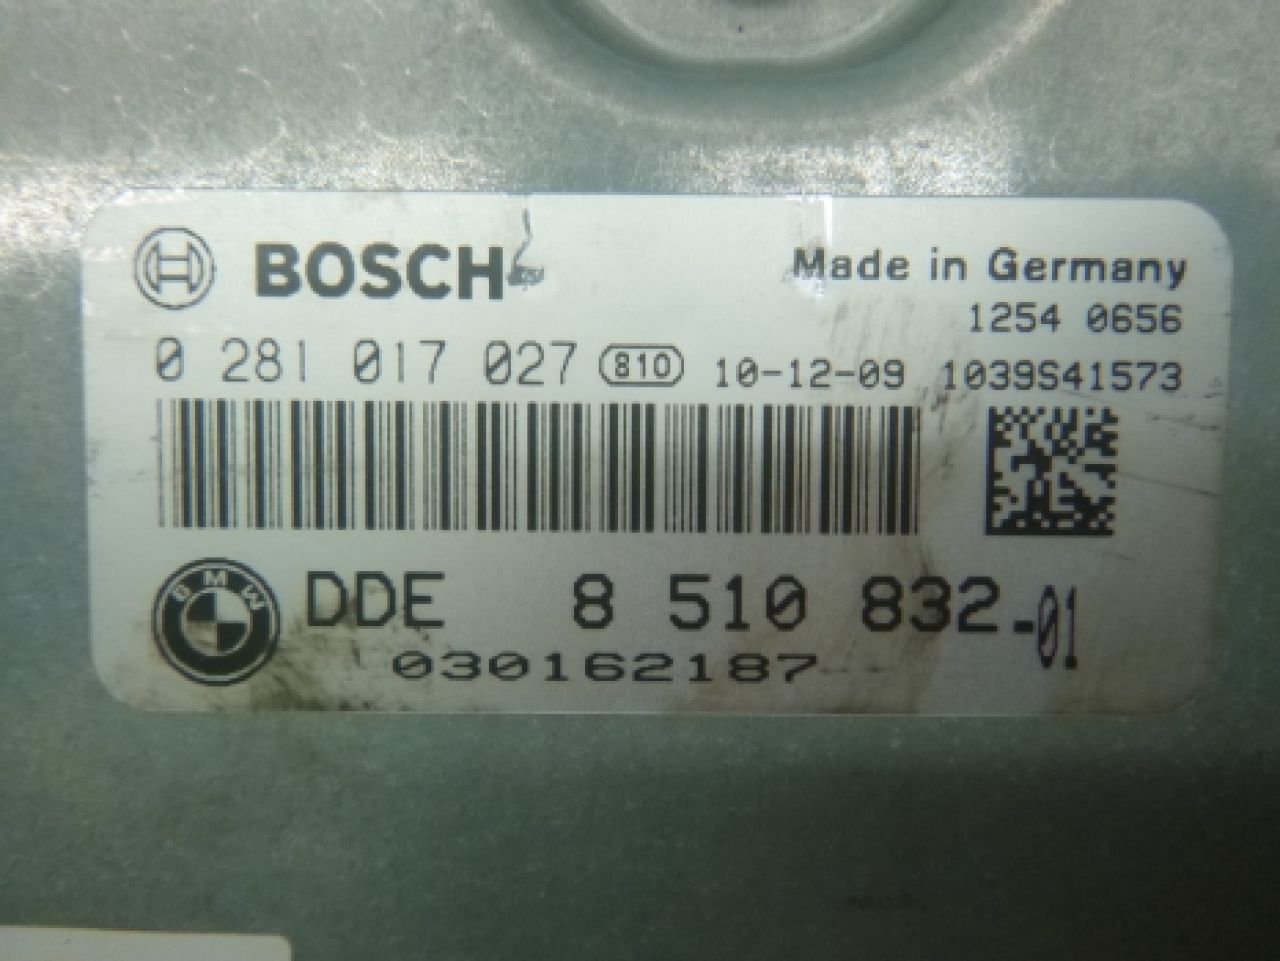 BOSCH
Made in Germany
1254 0656
0 281 017 027 810 10-12-09 1039S41573
BMW
DDE 8 510 832-01
030162187--